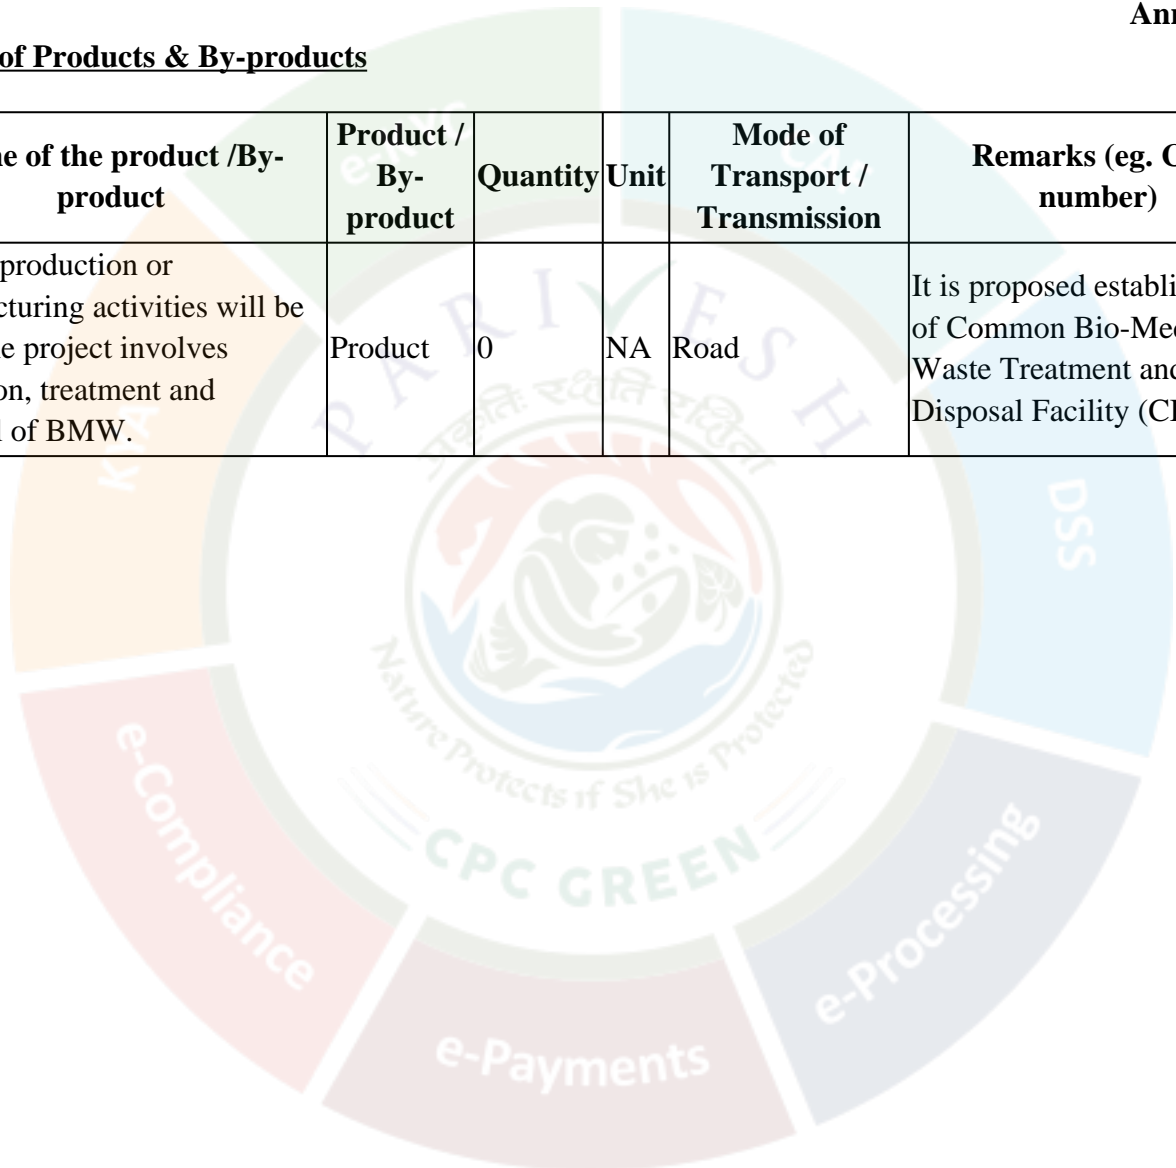 Ann
of Products & By-products
e of the product /By-
product
Product /
By-
product
Quantity
Unit
Mode of
Transport /
Transmission
Remarks (eg. C
number)
production or
cturing activities will be
e project involves
on, treatment and
l of BMW.
Product
0
NA
Road
It is proposed establi
of Common Bio-Med
Waste Treatment and
Disposal Facility (C
PARIVESH
KYA
DSS
Nature Protects if She is Protected
CPC GREEN
e-Compliance
e-Processing
e-Payments